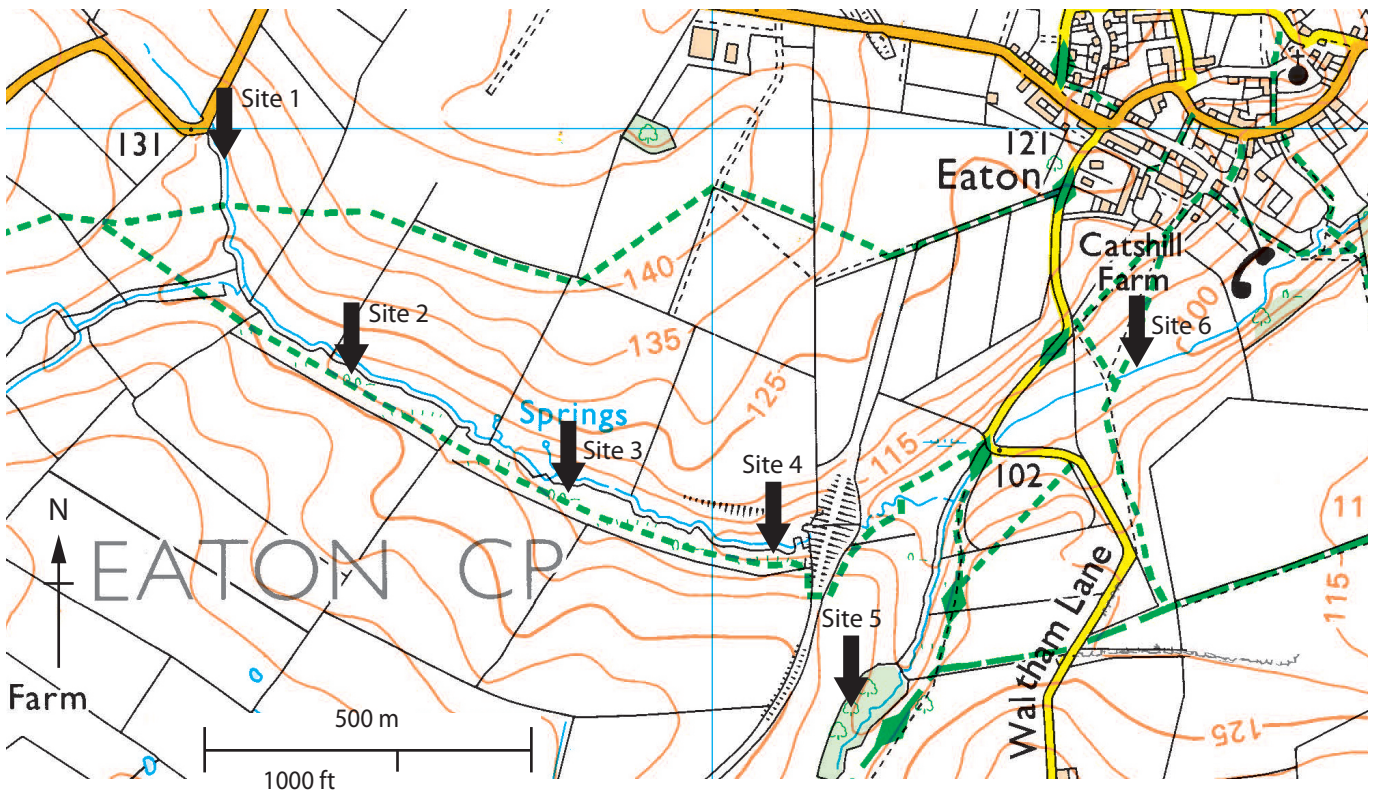 Site 1
131
121
Eaton
Catshill
Farm
100
Site 6
140
Site 2
135
125
Springs
Site 3
115
Site 4
102
11
N
EATON CP
115
Waltham Lane
Site 5
Farm
500 m
125
1000 ft